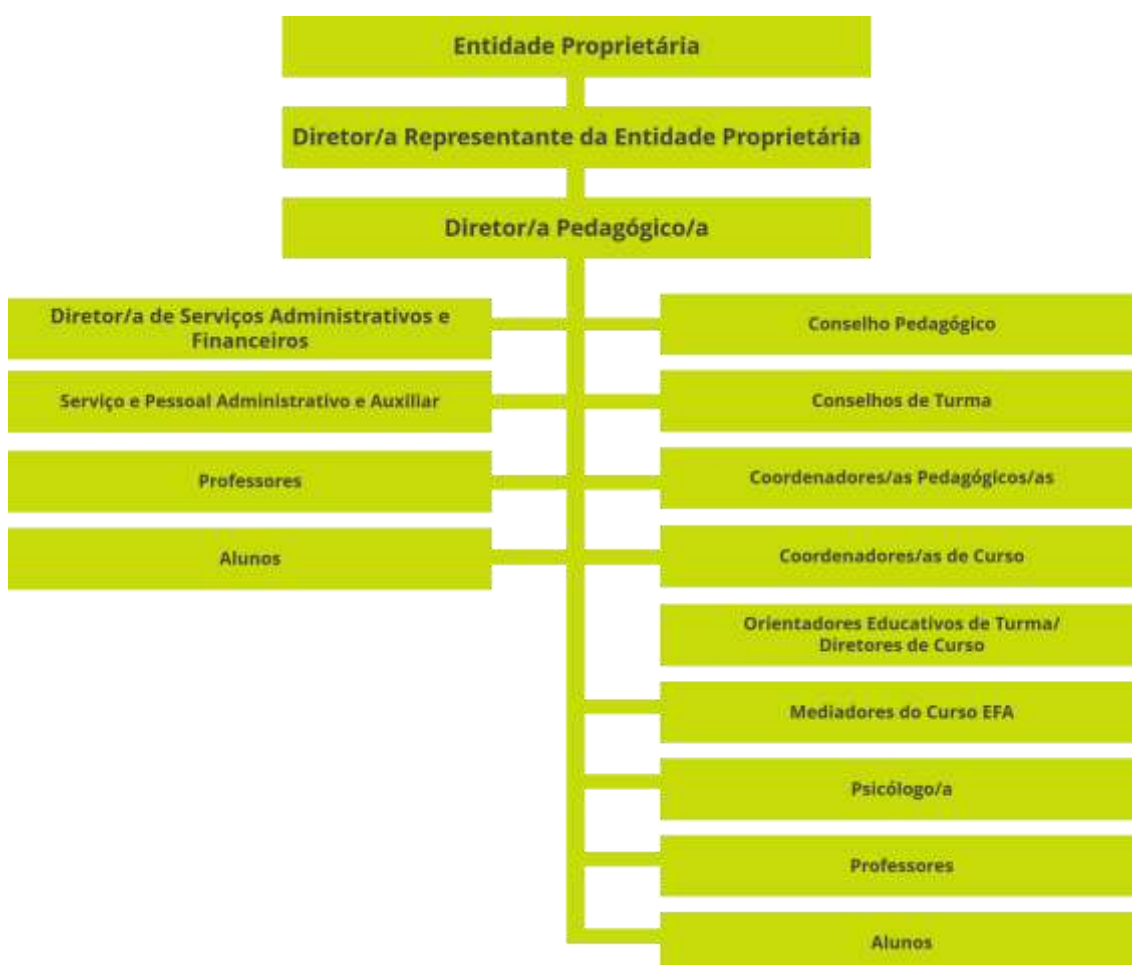 Entidade Proprietária
Diretor/a Representante da Entidade Proprietária
Diretor/a Pedagógico/a
Diretor/a de Serviços Administrativos e
Financeiros
Serviço e Pessoal Administrativo e Auxiliar
Professores
Alunos
Conselho Pedagógico
Conselhos de Turma
Coordenadores/as Pedagógicos/as
Coordenadores/as de Curso
Orientadores Educativos de Turma/
Diretores de Curso
Mediadores do Curso EFA
Psicólogo/a
Professores
Alunos